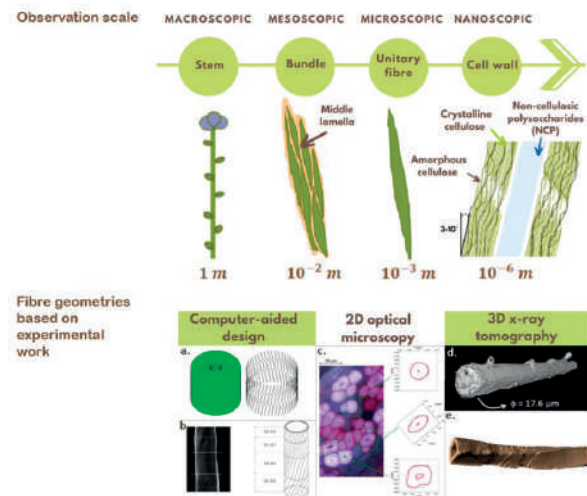 Observation scale
MACROSCOPIC MESOSCOPIC MICROSCOPIC NANOSCOPIC
Stem
Bundle
Unitary
fibre
Cell wall
Middle
lamella
Crystalline
cellulose
Non-cellulosic
polysaccharides
(NCP)
Amorphous
cellulose
1 m
10⁻² m
10⁻³ m
10⁻⁶ m
Fibre geometries
based on
experimental
work
Computer-aided
design
2D optical
microscopy
3D x-ray
tomography
a.
b.
c.
d.
ϕ = 17.6 µm
e.